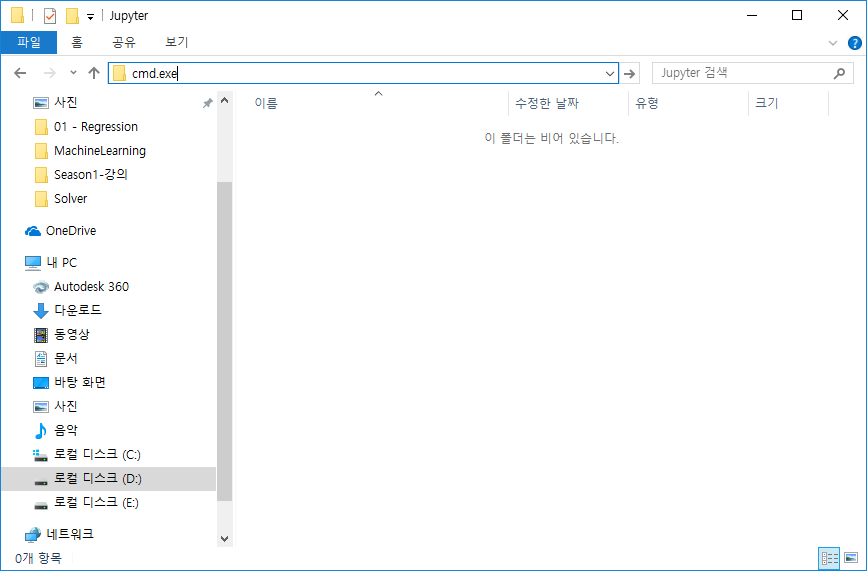 Jupyter
파일 홈 공유 보기
cmd.exe
Jupyter 검색
사진
01 - Regression
MachineLearning
Season1-강의
Solver
OneDrive
내 PC
Autodesk 360
다운로드
동영상
문서
바탕 화면
사진
음악
로컬 디스크 (C:)
로컬 디스크 (D:)
로컬 디스크 (E:)
네트워크
이름 수정한 날짜 유형 크기
이 폴더는 비어 있습니다.
0개 항목